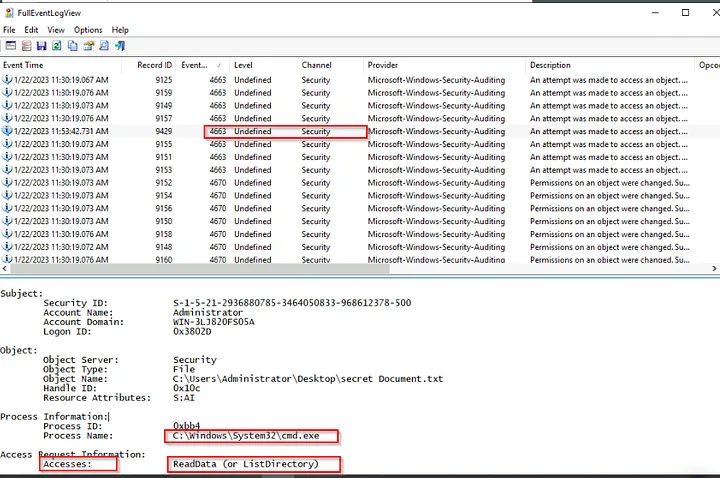 FullEventLogView
File Edit View Options Help
Event Time Record ID Event... / Level Channel Provider Description Opcod
1/22/2023 11:30:19.067 AM 9125 4663 Undefined Security Microsoft-Windows-Security-Auditing An attempt was made to access an object....
1/22/2023 11:30:19.076 AM 9159 4663 Undefined Security Microsoft-Windows-Security-Auditing An attempt was made to access an object....
1/22/2023 11:30:19.073 AM 9149 4663 Undefined Security Microsoft-Windows-Security-Auditing An attempt was made to access an object....
1/22/2023 11:30:19.076 AM 9157 4663 Undefined Security Microsoft-Windows-Security-Auditing An attempt was made to access an object....
1/22/2023 11:53:42.731 AM 9429 4663 Undefined Security Microsoft-Windows-Security-Auditing An attempt was made to access an object....
1/22/2023 11:30:19.073 AM 9155 4663 Undefined Security Microsoft-Windows-Security-Auditing An attempt was made to access an object....
1/22/2023 11:30:19.073 AM 9151 4663 Undefined Security Microsoft-Windows-Security-Auditing An attempt was made to access an object....
1/22/2023 11:30:19.073 AM 9153 4663 Undefined Security Microsoft-Windows-Security-Auditing An attempt was made to access an object....
1/22/2023 11:30:19.073 AM 9152 4670 Undefined Security Microsoft-Windows-Security-Auditing Permissions on an object were changed. Su...
1/22/2023 11:30:19.073 AM 9154 4670 Undefined Security Microsoft-Windows-Security-Auditing Permissions on an object were changed. Su...
1/22/2023 11:30:19.073 AM 9156 4670 Undefined Security Microsoft-Windows-Security-Auditing Permissions on an object were changed. Su...
1/22/2023 11:30:19.073 AM 9150 4670 Undefined Security Microsoft-Windows-Security-Auditing Permissions on an object were changed. Su...
1/22/2023 11:30:19.076 AM 9158 4670 Undefined Security Microsoft-Windows-Security-Auditing Permissions on an object were changed. Su...
1/22/2023 11:30:19.072 AM 9148 4670 Undefined Security Microsoft-Windows-Security-Auditing Permissions on an object were changed. Su...
1/22/2023 11:30:19.076 AM 9160 4670 Undefined Security Microsoft-Windows-Security-Auditing Permissions on an object were changed. Su...
Subject:
Security ID: S-1-5-21-2936880785-3464050833-968612378-500
Account Name: Administrator
Account Domain: WIN-3LJ820FS05A
Logon ID: 0x3802D
Object:
Object Server: Security
Object Type: File
Object Name: C:\Users\Administrator\Desktop\secret Document.txt
Handle ID: 0x10c
Resource Attributes: S:AI
Process Information:
Process ID: 0xbb4
Process Name: C:\Windows\System32\cmd.exe
Access Request Information:
Accesses: ReadData (or ListDirectory)